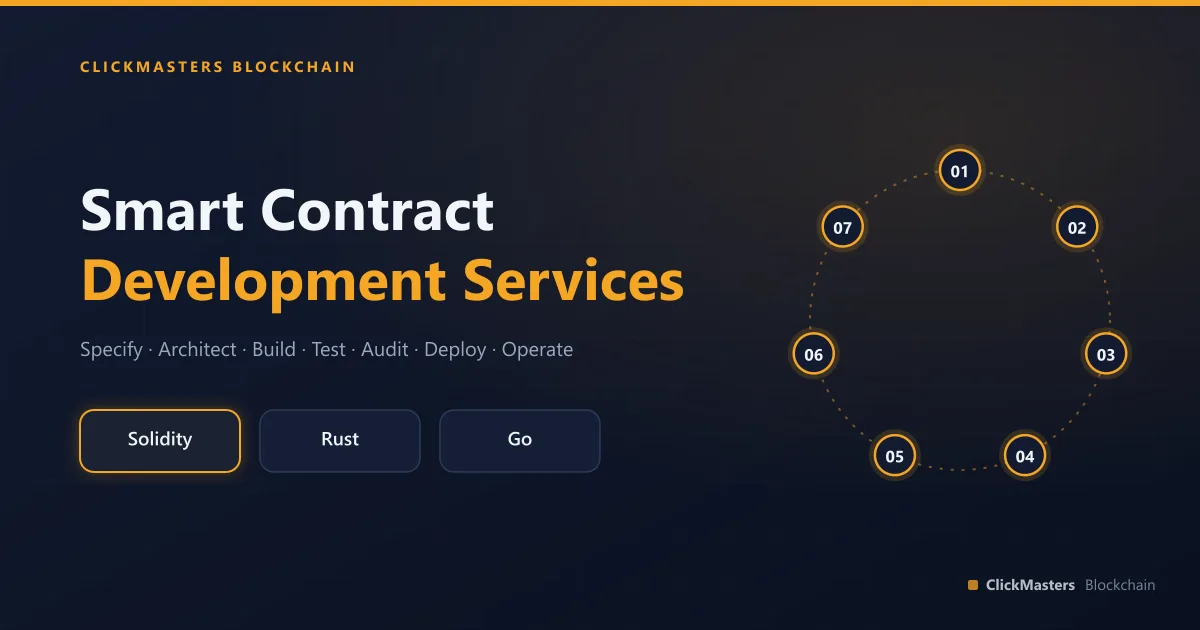 CLICKMASTERS BLOCKCHAIN
Smart Contract
Development Services
Specify · Architect · Build · Test · Audit · Deploy · Operate
Solidity
Rust
Go
01
02
03
04
05
06
07
ClickMasters Blockchain